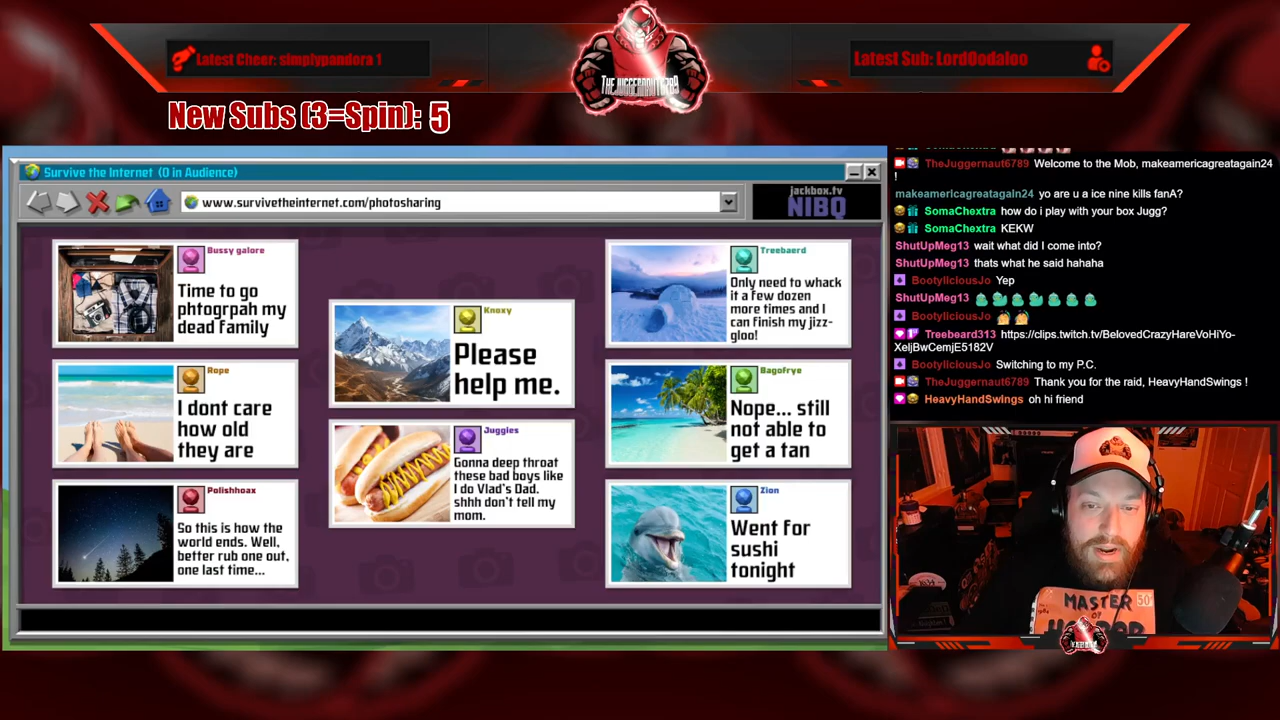 Latest Cheer: simplypandora 1
THEJUGGERNAUT6789
Latest Sub: LordOodaloo
New Subs (3=Spin): 5
Survive the Internet (0 in Audience)
www.survivetheinternet.com/photosharing
jackbox.tv
NIBQ
Bussy galore
Time to go
phtogrpah my
dead family
Rope
I dont care
how old
they are
Polishhoax
So this is how the
world ends. Well,
better rub one out,
one last time...
Knoxy
Please
help me.
Juggles
Gonna deep throat
these bad boys like
I do Vlad's Dad.
shhh don't tell my
mom.
Treebaerd
Only need to whack
it a few dozen
more times and I
can finish my jizz-
gloo!
Bagofrye
Nope... still
not able to
get a tan
Zion
Went for
sushi
tonight
TheJuggernaut6789 Welcome to the Mob, makeamericagreatagain24
!
makeamericagreatagain24 yo are u a ice nine kills fanA?
SomaChextra how do i play with your box Jugg?
SomaChextra KEKW
ShutUpMeg13 wait what did I come into?
ShutUpMeg13 thats what he said hahaha
BootyliciousJo Yep
ShutUpMeg13
BootyliciousJo
Treebeard313 https://clips.twitch.tv/BelovedCrazyHareVoHiYo-
XeljBwCemjE5182V
BootyliciousJo Switching to my P.C.
TheJuggernaut6789 Thank you for the raid, HeavyHandSwings !
HeavyHandSwings oh hi friend
MASTER
50¢
OF